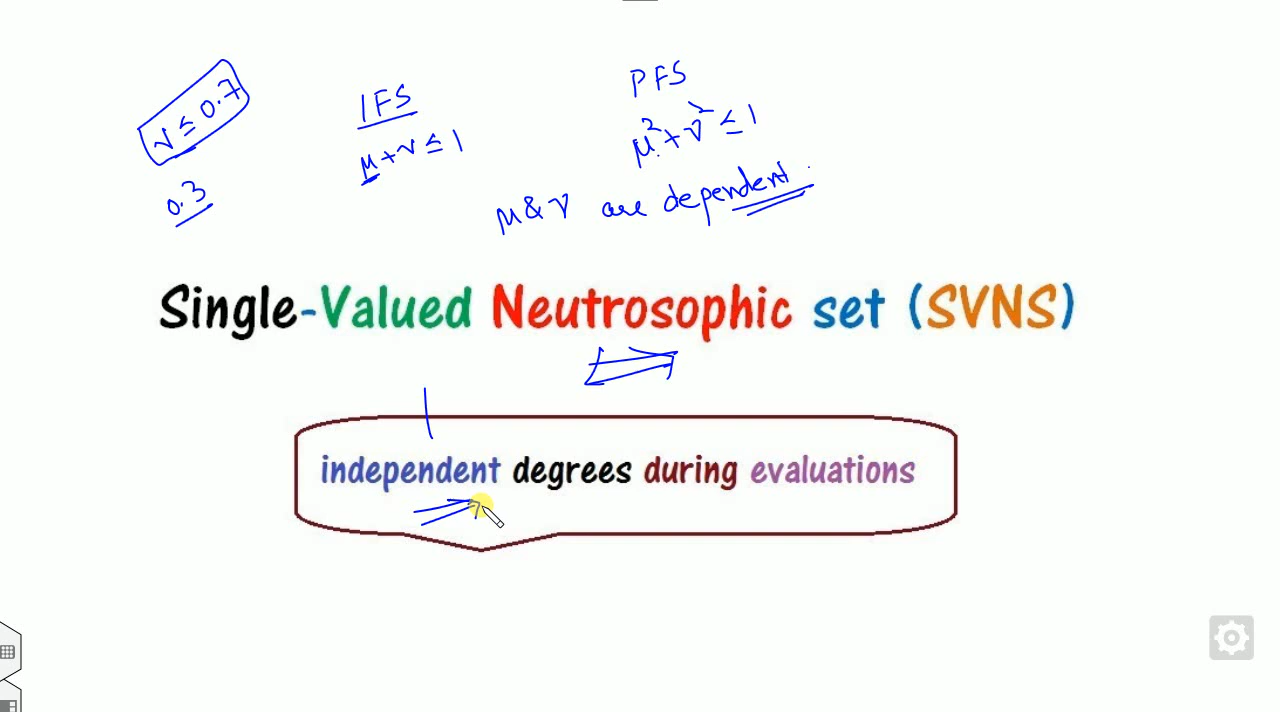 ν ≤ 0.7
0.3
IFS
μ+ν ≤ 1
PFS
μ²+ν² ≤ 1
μ & ν are dependent.
Single-Valued Neutrosophic set (SVNS)
independent degrees during evaluations